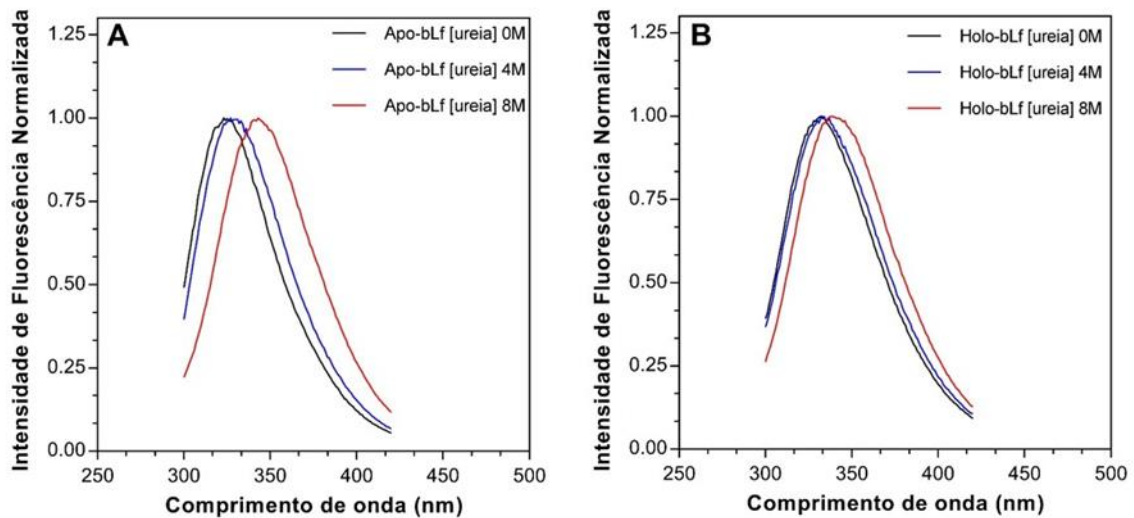 A
Apo-bLf [ureia] 0M
Apo-bLf [ureia] 4M
Apo-bLf [ureia] 8M
Intensidade de Fluorescência Normalizada
1.25
1.00
0.75
0.50
0.25
0.00
250 300 350 400 450 500
Comprimento de onda (nm)
B
Holo-bLf [ureia] 0M
Holo-bLf [ureia] 4M
Holo-bLf [ureia] 8M
Intensidade de Fluorescência Normalizada
1.25
1.00
0.75
0.50
0.25
0.00
250 300 350 400 450 500
Comprimento de onda (nm)